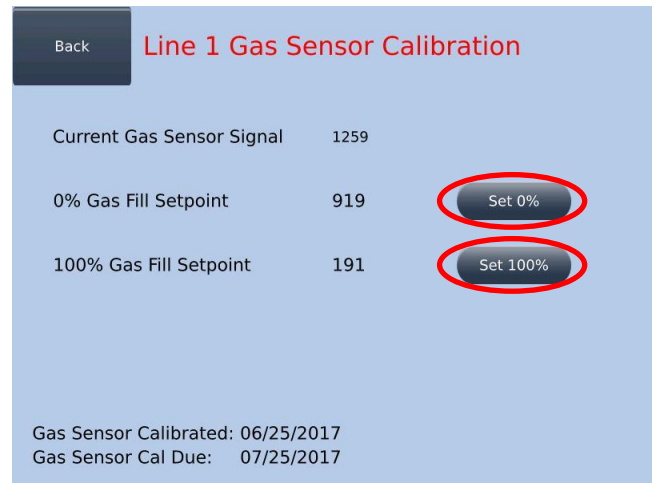 Back
Line 1 Gas Sensor Calibration
Current Gas Sensor Signal 1259
0% Gas Fill Setpoint 919 Set 0%
100% Gas Fill Setpoint 191 Set 100%
Gas Sensor Calibrated: 06/25/2017
Gas Sensor Cal Due: 07/25/2017